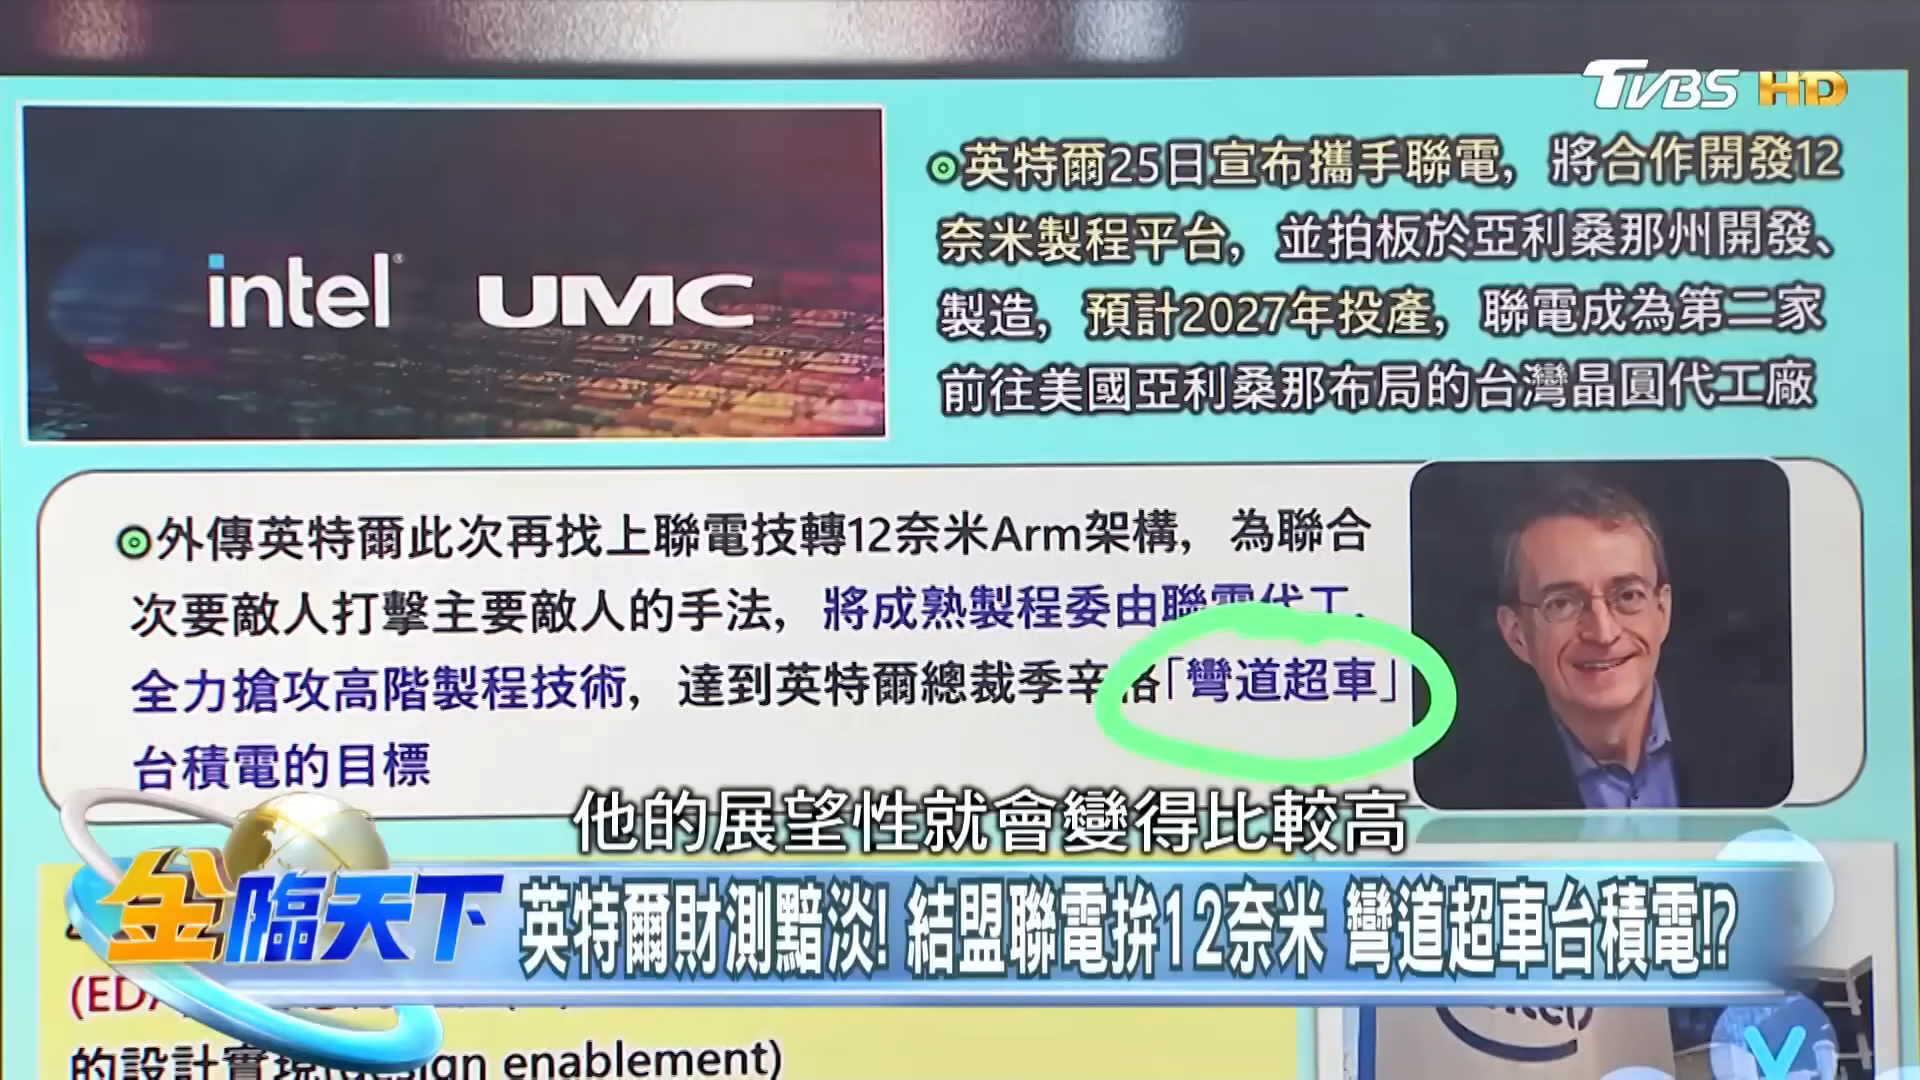 TVBS HD
intel UMC
英特爾25日宣布攜手聯電，將合作開發12
奈米製程平台，並拍板於亞利桑那州開發、
製造，預計2027年投產，聯電成為第二家
前往美國亞利桑那布局的台灣晶圓代工廠
外傳英特爾此次再找上聯電技轉12奈米Arm架構，為聯合
次要敵人打擊主要敵人的手法，將成熟製程委由聯電代工，
全力搶攻高階製程技術，達到英特爾總裁季辛格「彎道超車」
台積電的目標
他的展望性就會變得比較高
金臨天下
英特爾財測黯淡! 結盟聯電拚12奈米 彎道超車台積電!?
(EDA
的設計實現(design enablement)
intel